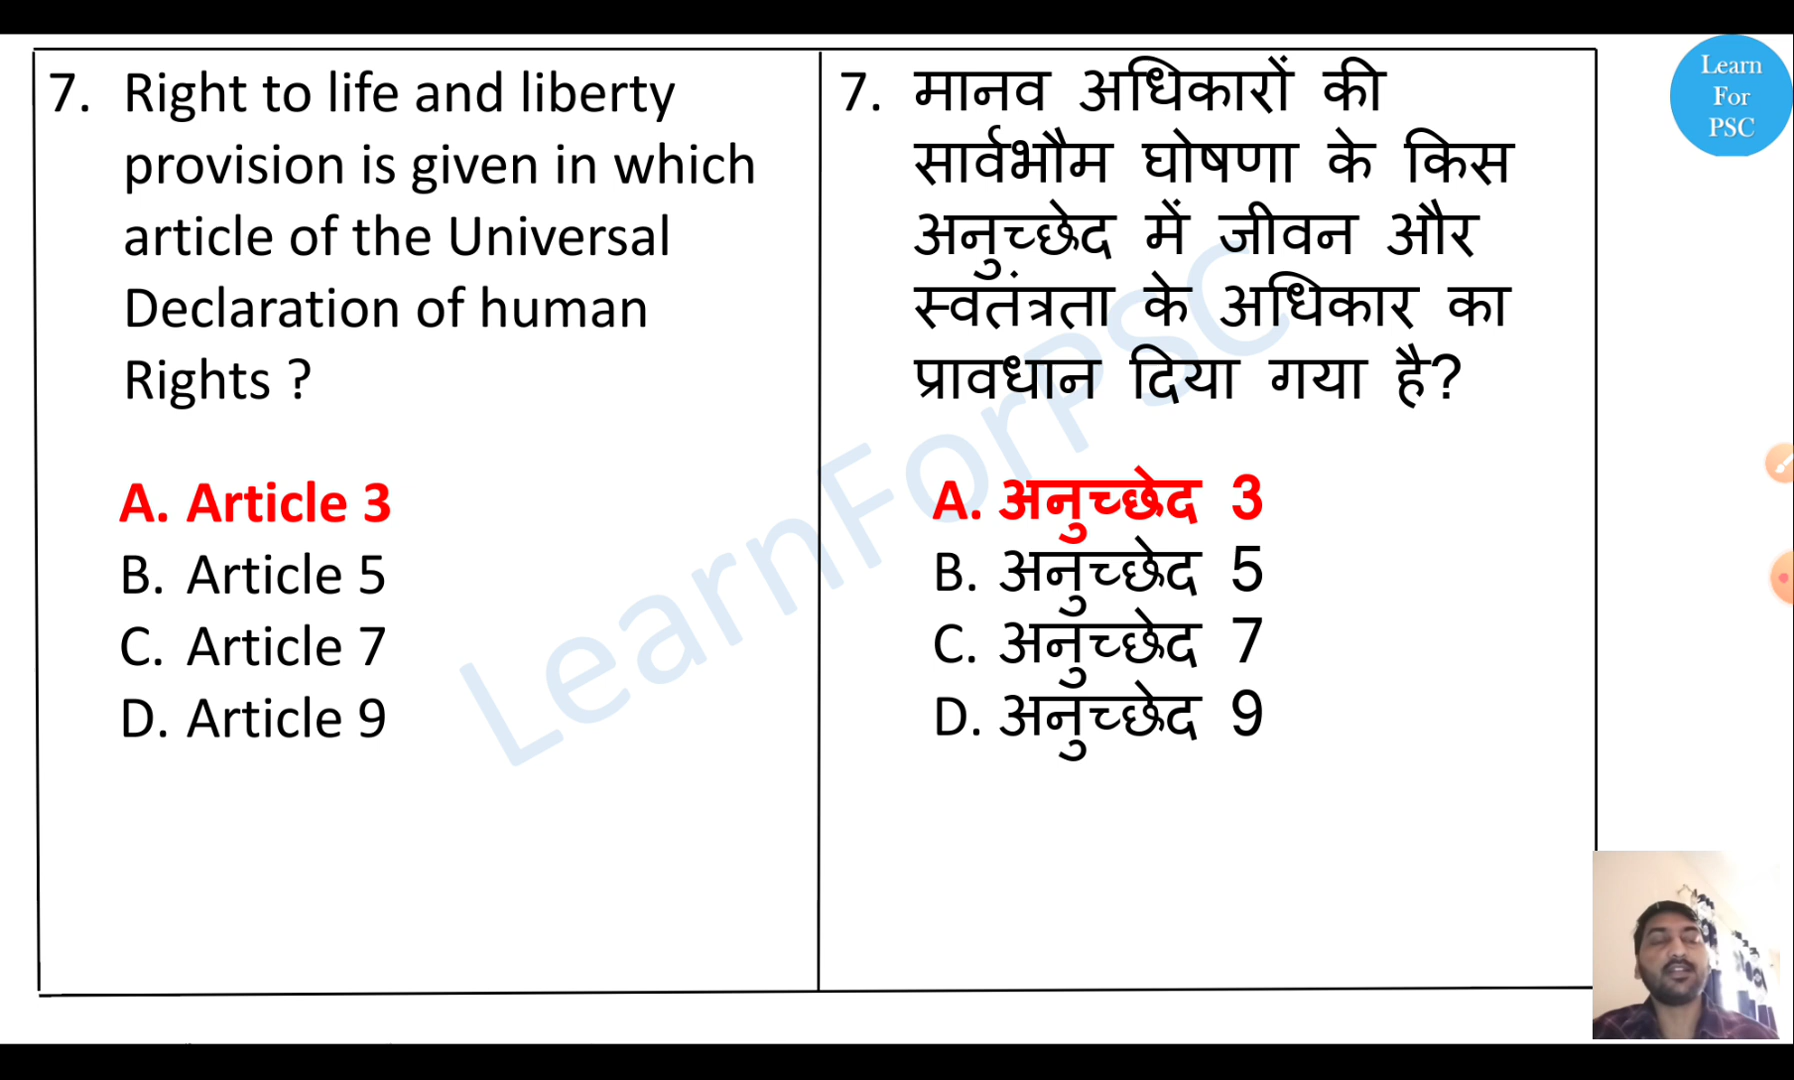 7. Right to life and liberty
provision is given in which
article of the Universal
Declaration of human
Rights ?
A. Article 3
B. Article 5
C. Article 7
D. Article 9
7. मानव अधिकारों की
सार्वभौम घोषणा के किस
अनुच्छेद में जीवन और
स्वतंत्रता के अधिकार का
प्रावधान दिया गया है?
A. अनुच्छेद 3
B. अनुच्छेद 5
C. अनुच्छेद 7
D. अनुच्छेद 9
LearnForPSC
Learn
For
PSC